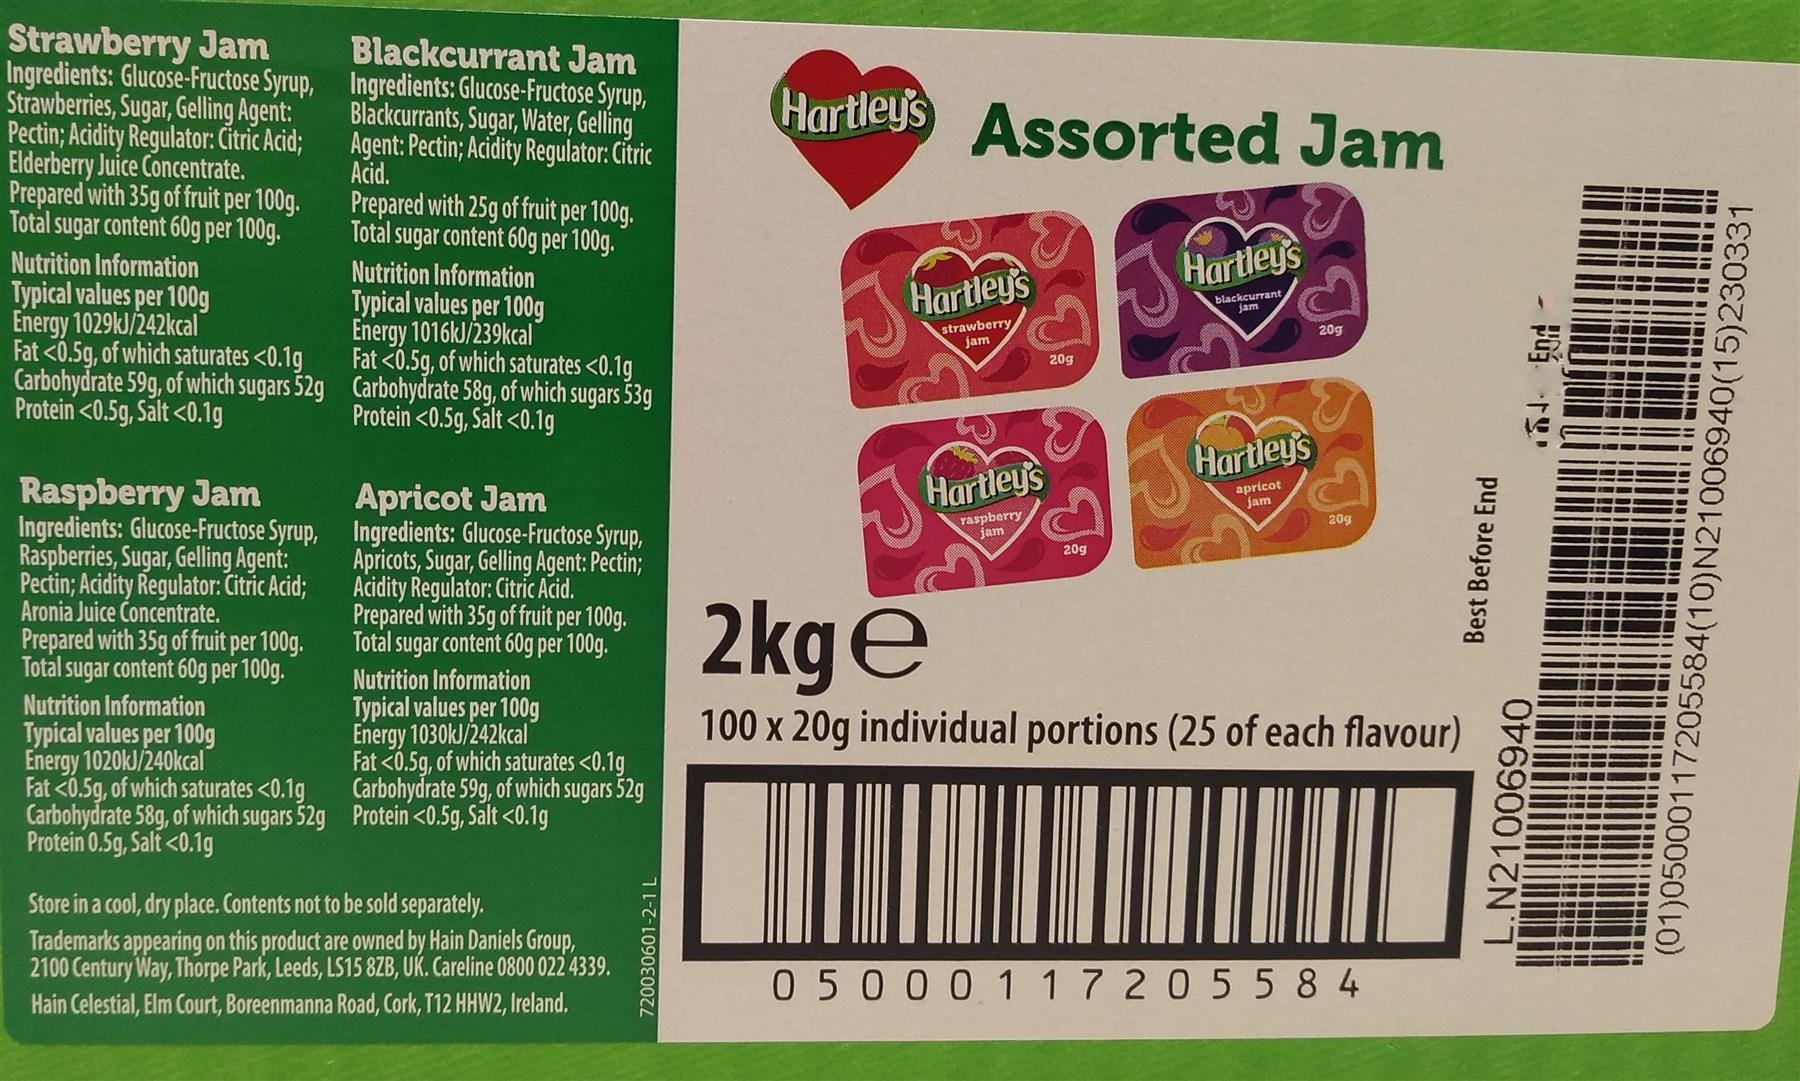 Strawberry Jam
Ingredients: Glucose-Fructose Syrup,
Strawberries, Sugar, Gelling Agent:
Pectin; Acidity Regulator: Citric Acid;
Elderberry Juice Concentrate.
Prepared with 35g of fruit per 100g.
Total sugar content 60g per 100g.
Nutrition Information
Typical values per 100g
Energy 1029kJ/242kcal
Fat <0.5g, of which saturates <0.1g
Carbohydrate 59g, of which sugars 52g
Protein <0.5g, Salt <0.1g
Blackcurrant Jam
Ingredients: Glucose-Fructose Syrup,
Blackcurrants, Sugar, Water, Gelling
Agent: Pectin; Acidity Regulator: Citric
Acid.
Prepared with 25g of fruit per 100g.
Total sugar content 60g per 100g.
Nutrition Information
Typical values per 100g
Energy 1016kJ/239kcal
Fat <0.5g, of which saturates <0.1g
Carbohydrate 58g, of which sugars 53g
Protein <0.5g, Salt <0.1g
Raspberry Jam
Ingredients: Glucose-Fructose Syrup,
Raspberries, Sugar, Gelling Agent:
Pectin; Acidity Regulator: Citric Acid;
Aronia Juice Concentrate.
Prepared with 35g of fruit per 100g.
Total sugar content 60g per 100g.
Nutrition Information
Typical values per 100g
Energy 1020kJ/240kcal
Fat <0.5g, of which saturates <0.1g
Carbohydrate 58g, of which sugars 52g
Protein 0.5g, Salt <0.1g
Apricot Jam
Ingredients: Glucose-Fructose Syrup,
Apricots, Sugar, Gelling Agent: Pectin;
Acidity Regulator: Citric Acid.
Prepared with 35g of fruit per 100g.
Total sugar content 60g per 100g.
Nutrition Information
Typical values per 100g
Energy 1030kJ/242kcal
Fat <0.5g, of which saturates <0.1g
Carbohydrate 59g, of which sugars 52g
Protein <0.5g, Salt <0.1g
Store in a cool, dry place. Contents not to be sold separately.
Trademarks appearing on this product are owned by Hain Daniels Group,
2100 Century Way, Thorpe Park, Leeds, LS15 8ZB, UK. Careline 0800 022 4339.
Hain Celestial, Elm Court, Boreenmanna Road, Cork, T12 HHW2, Ireland.
720030601-2-1 L
Hartley's
Assorted Jam
Hartley's
strawberry
jam
20g
Hartley's
blackcurrant
jam
20g
Hartley's
raspberry
jam
20g
Hartley's
apricot
jam
20g
2kg e
100 x 20g individual portions (25 of each flavour)
05000117205584
Best Before End
End
L.N210006940
(01)05000117205584(10)N210006940(15)230331